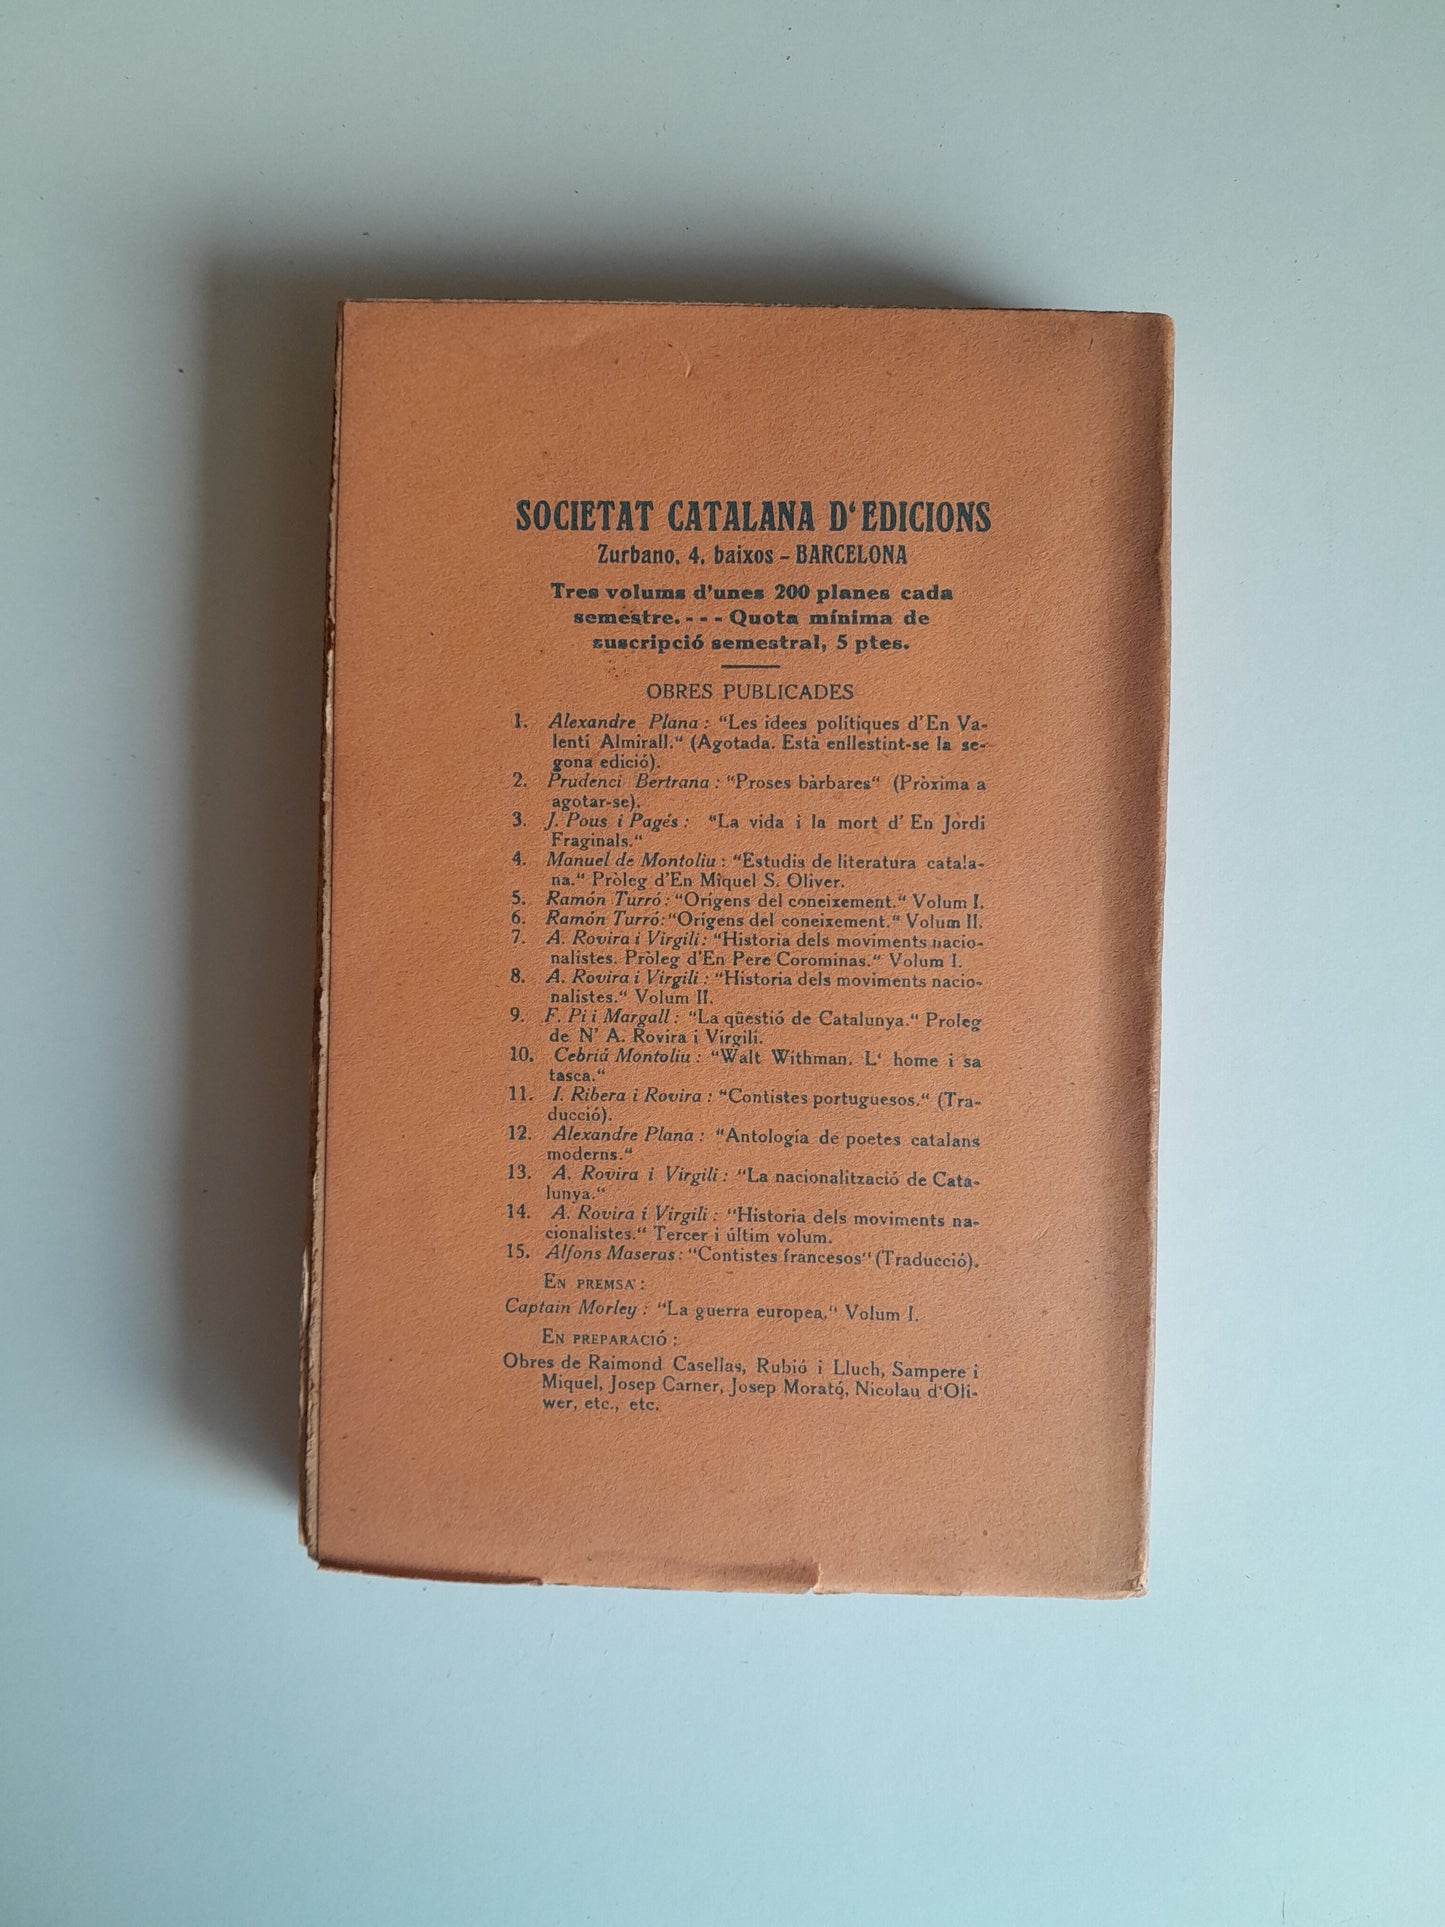 SOCIETAT CATALANA D‘EDICIONS
Zurbano, 4, baixos – BARCELONA
Tres volums d'unes 200 planes cada
semestre. - - - Quota mínima de
suscripció semestral, 5 ptes.
OBRES PUBLICADES
1. Alexandre Plana : “Les idees polítiques d'En Va-
lentí Almirall.“ (Agotada. Està enllestint-se la se-
gona edició).
2. Prudenci Bertrana : “Proses bàrbares“ (Pròxima a
agotar-se).
3. J. Pous i Pagés : “La vida i la mort d' En Jordi
Fraginals.“
4. Manuel de Montoliu : “Estudis de literatura catala-
na.“ Pròleg d'En Miquel S. Oliver.
5. Ramón Turró : “Orígens del coneixement.“ Volum I.
6. Ramón Turró: “Orígens del coneixement.“ Volum II.
7. A. Rovira i Virgili : “Historia dels moviments nacio-
nalistes. Pròleg d'En Pere Corominas.“ Volum I.
8. A. Rovira i Virgili : “Historia dels moviments nacio-
nalistes.“ Volum II.
9. F. Pi i Margall : “La qüestió de Catalunya.“ Proleg
de N' A. Rovira i Virgili.
10. Cebriá Montoliu : “Walt Withman. L‘ home i sa
tasca.“
11. I. Ribera i Rovira : “Contistes portuguesos.“ (Tra-
ducció).
12. Alexandre Plana : “Antología de poetes catalans
moderns.“
13. A. Rovira i Virgili : “La nacionalització de Cata-
lunya.“
14. A. Rovira i Virgili : “Historia dels moviments na-
cionalistes.“ Tercer i últim volum.
15. Alfons Maseras : “Contistes francesos“ (Traducció).
EN PREMSA :
Captain Morley : “La guerra europea.“ Volum I.
EN PREPARACIÓ :
Obres de Raimond Casellas, Rubió i Lluch, Sampere i
Miquel, Josep Carner, Josep Morató, Nicolau d‘Oli-
wer, etc., etc.